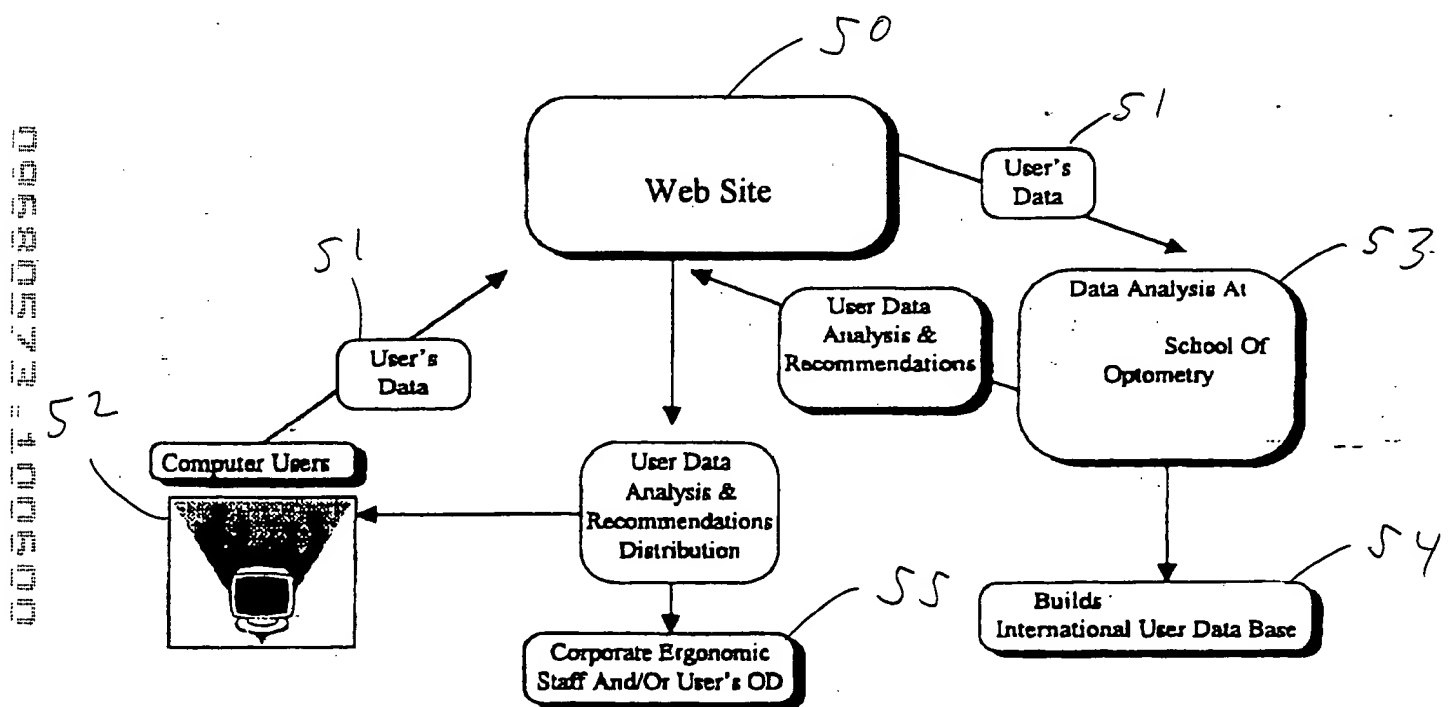 50
51
User's
Data
Web Site
53
51
Data Analysis At
School Of
Optometry
User Data
Analysis &
Recommendations
User's
Data
52
Computer Users
User Data
Analysis &
Recommendations
Distribution
54
55
Builds
International User Data Base
Corporate Ergonomic
Staff And/Or User's OD